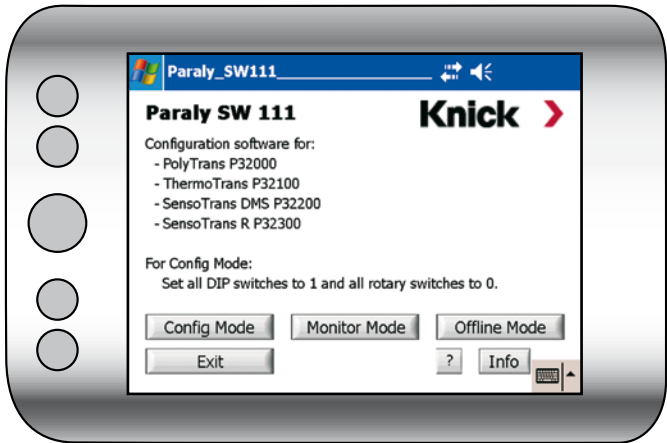 Paraly_SW111
Paraly SW 111
Knick
Configuration software for:
- PolyTrans P32000
- ThermoTrans P32100
- SensoTrans DMS P32200
- SensoTrans R P32300
For Config Mode:
Set all DIP switches to 1 and all rotary switches to 0.
Config Mode
Monitor Mode
Offline Mode
Exit
?
Info